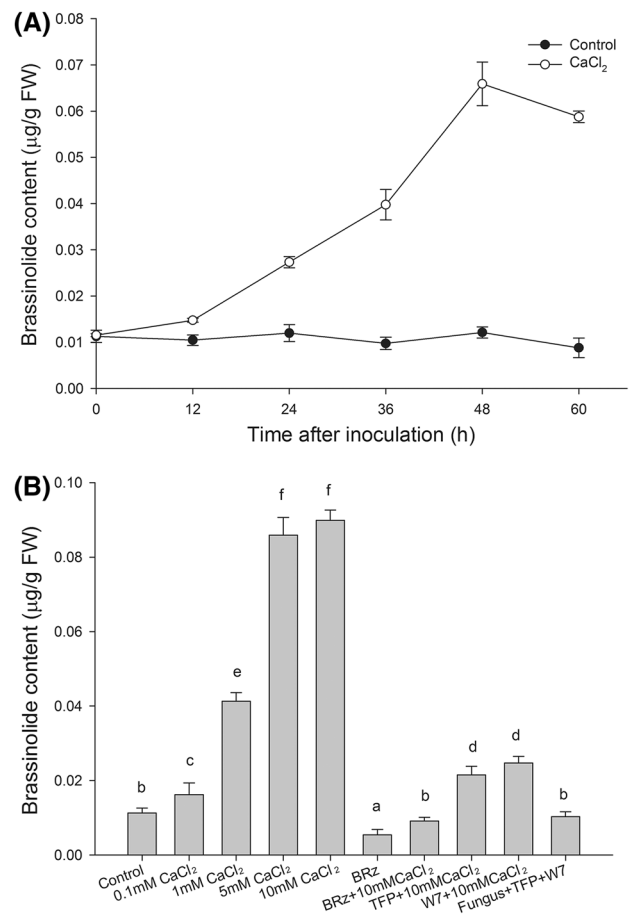 (A)
0.08
0.07
0.06
0.05
0.04
0.03
0.02
0.01
0.00
Brassinolide content (μg/g FW)
Control
CaCl₂
0 12 24 36 48 60
Time after inoculation (h)
(B)
0.10
0.08
0.06
0.04
0.02
0.00
Brassinolide content (μg/g FW)
b c e f f a b d d b
Control
0.1mM CaCl₂
1mM CaCl₂
5mM CaCl₂
10mM CaCl₂
BRz
BRz+10mMCaCl₂
TFP+10mMCaCl₂
W7+10mMCaCl₂
Fungus+TFP+W7